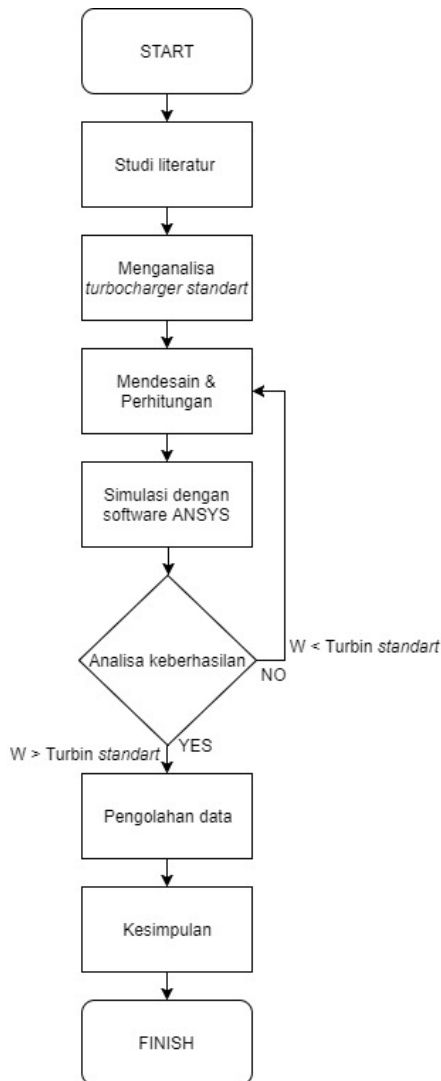 START
Studi literatur
Menganalisa
turbocharger standart
Mendesain &
Perhitungan
Simulasi dengan
software ANSYS
Analisa keberhasilan
W < Turbin standart
NO
YES
W > Turbin standart
Pengolahan data
Kesimpulan
FINISH